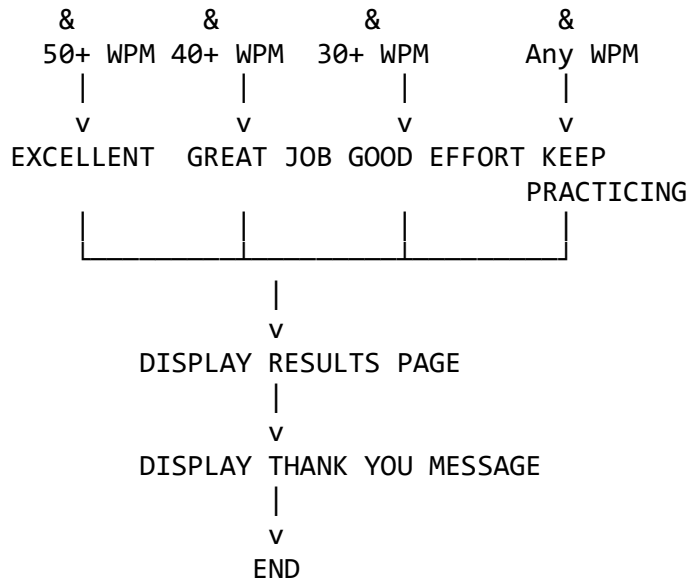 & & & &
50+ WPM 40+ WPM 30+ WPM Any WPM
| | | |
v v v v
EXCELLENT GREAT JOB GOOD EFFORT KEEP
PRACTICING
| | | |
└─────────┴─────────┴─────────┘
|
v
DISPLAY RESULTS PAGE
|
v
DISPLAY THANK YOU MESSAGE
|
v
END